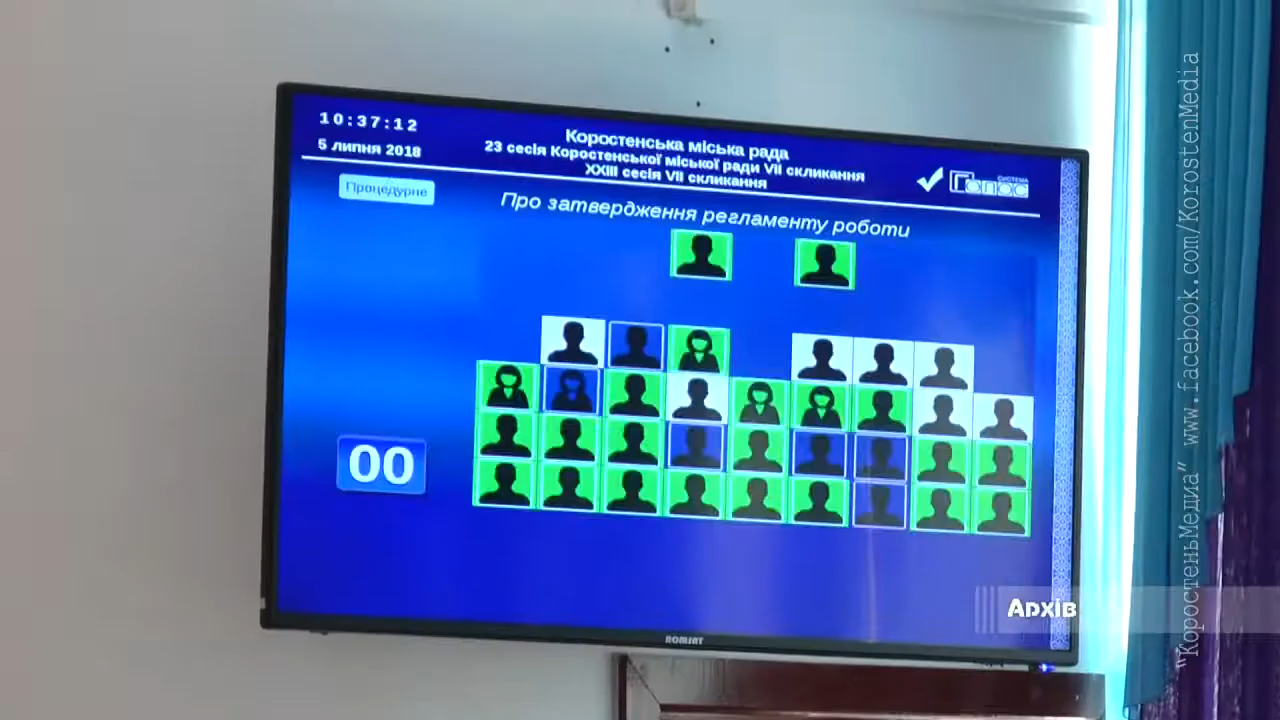 10:37:12
5 липня 2018
Коростенська міська рада
23 сесія Коростенської міської ради VII скликання
XXIII сесія VII скликання
СИСТЕМА
Голос
Процедурне
Про затвердження регламенту роботи
00
ROMSAT
Архів
"КоростеньМедиа" www.facebook.com/KorostenMedia